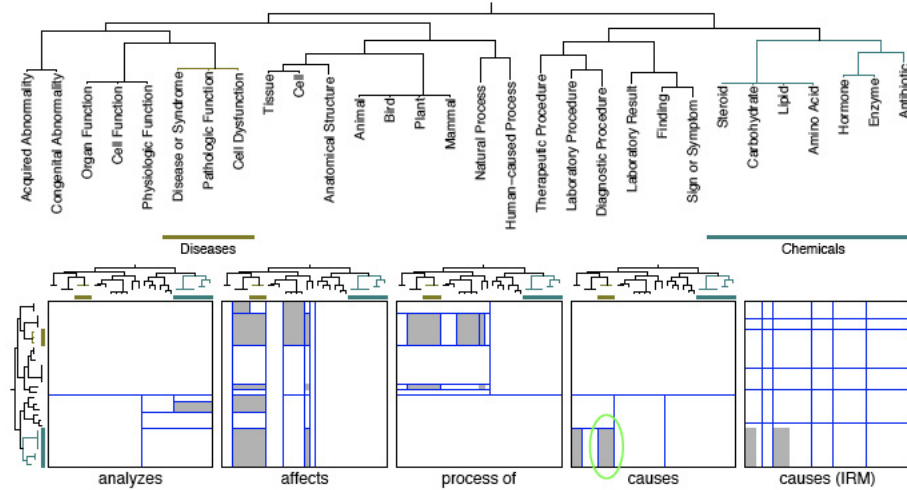 Acquired Abnormality
Congenital Abnormality
Organ Function
Cell Function
Physiologic Function
Disease or Syndrome
Pathologic Function
Cell Dysfunction
Tissue
Cell
Anatomical Structure
Animal
Bird
Plant
Mammal
Natural Process
Human-caused Process
Therapeutic Procedure
Laboratory Procedure
Diagnostic Procedure
Laboratory Result
Finding
Sign or Symptom
Steroid
Carbohydrate
Lipid
Amino Acid
Hormone
Enzyme
Antibiotic
Diseases
Chemicals
analyzes
affects
process of
causes
causes (IRM)